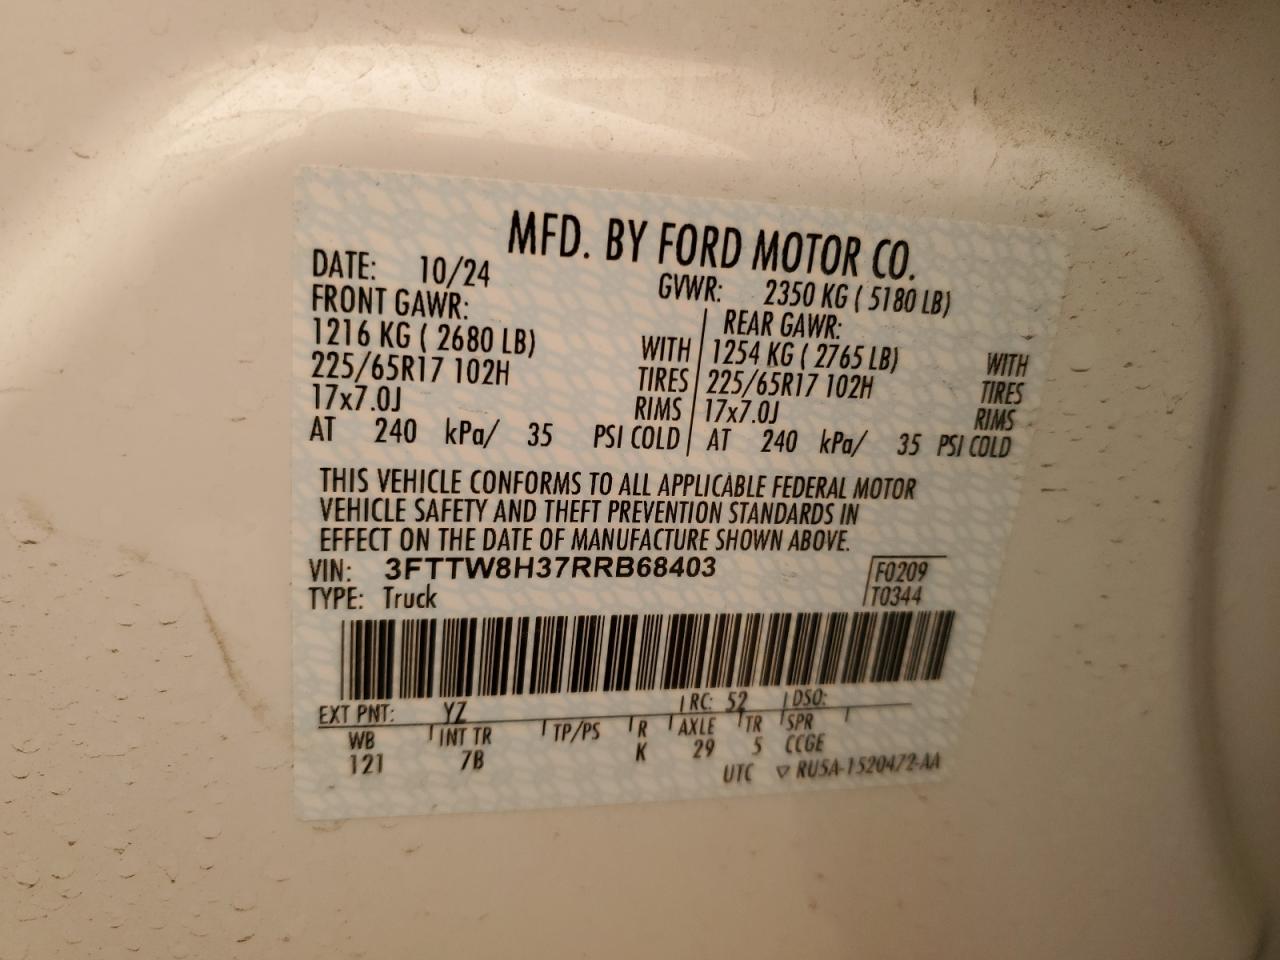 MFD. BY FORD MOTOR CO.
DATE: 10/24
GVWR: 2350 KG ( 5180 LB)
FRONT GAWR:
1216 KG ( 2680 LB) WITH
225/65R17 102H TIRES
17x7.0J RIMS
AT 240 kPa/ 35 PSI COLD
REAR GAWR:
1254 KG ( 2765 LB) WITH
225/65R17 102H TIRES
17x7.0J RIMS
AT 240 kPa/ 35 PSI COLD
THIS VEHICLE CONFORMS TO ALL APPLICABLE FEDERAL MOTOR
VEHICLE SAFETY AND THEFT PREVENTION STANDARDS IN
EFFECT ON THE DATE OF MANUFACTURE SHOWN ABOVE.
VIN: 3FTTW8H37RRB68403
F0209
TYPE: Truck
T0344
EXT PNT: YZ RC: 52 DSO:
WB INT TR TP/PS R AXLE TR SPR
121 7B K 29 5 CCGE
UTC ▽ RU5A-1520472-AA